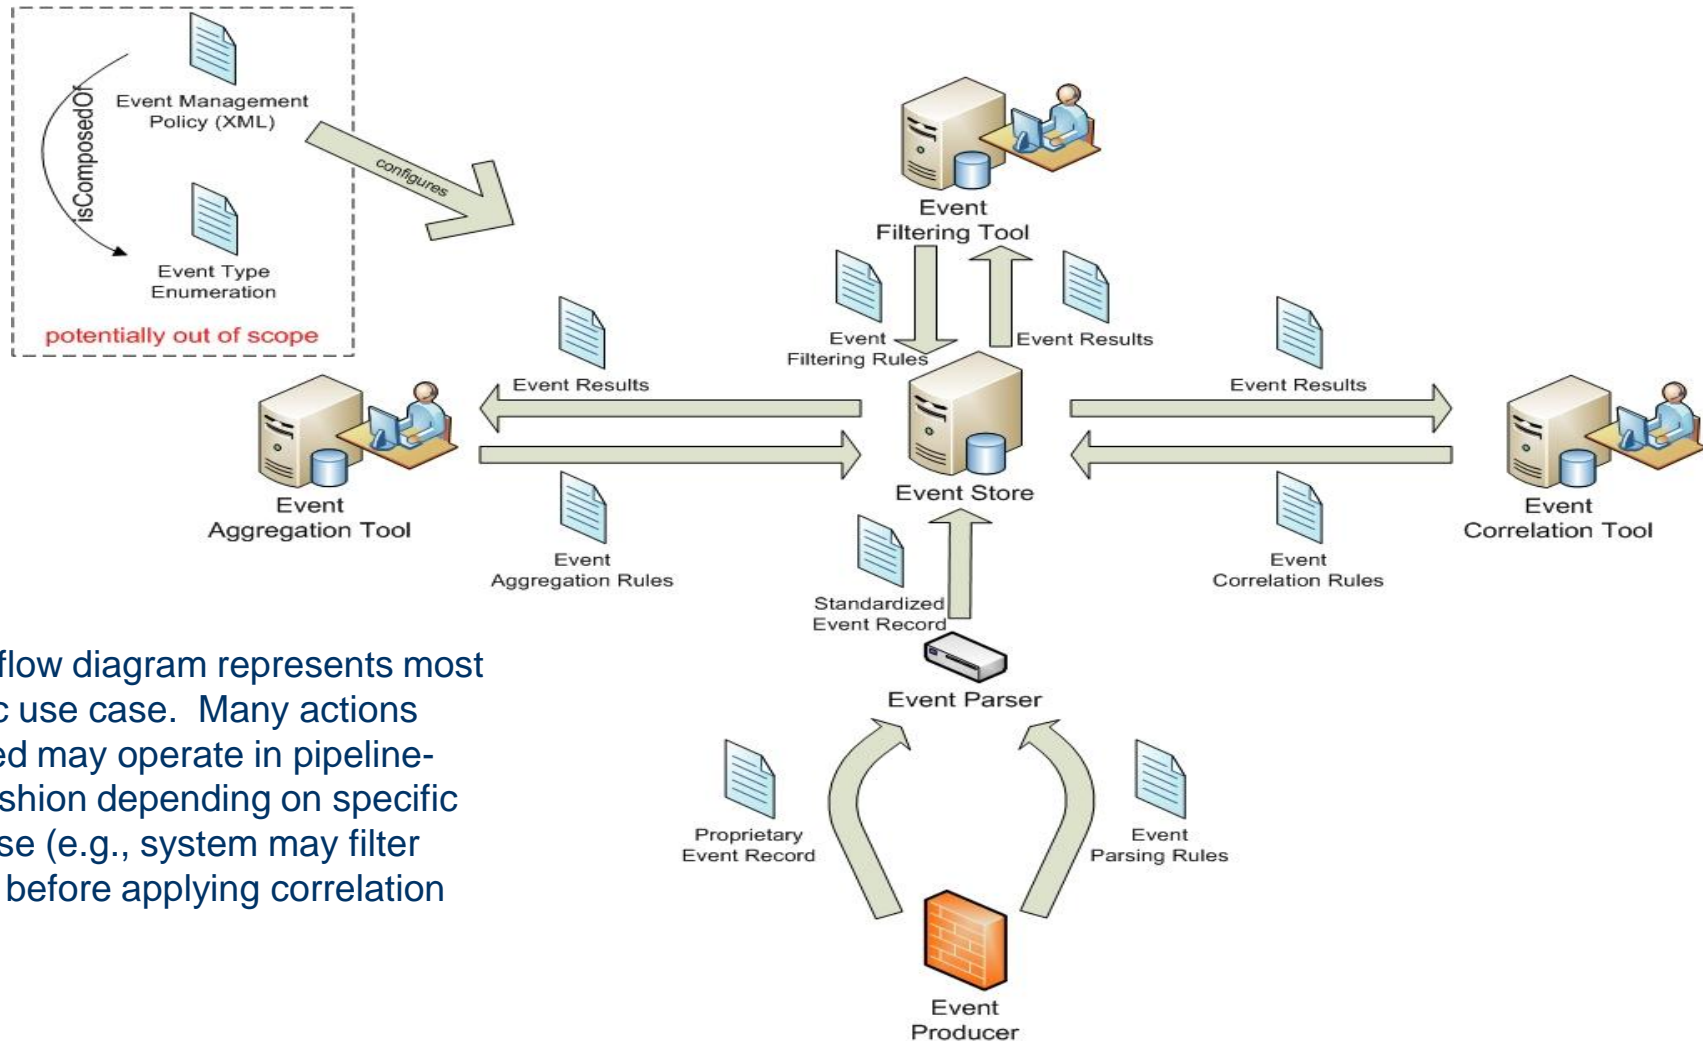 Event Management
Policy (XML)
isComposedOf
configures
Event Type
Enumeration
potentially out of scope
Event
Filtering Tool
Event
Filtering Rules
Event Results
Event Results
Event Results
Event
Aggregation Tool
Event Store
Event
Correlation Tool
Event
Aggregation Rules
Event
Correlation Rules
Standardized
Event Record
Event Parser
flow diagram represents most
c use case.  Many actions
ed may operate in pipeline-
shion depending on specific
se (e.g., system may filter
before applying correlation
Proprietary
Event Record
Event
Parsing Rules
Event
Producer